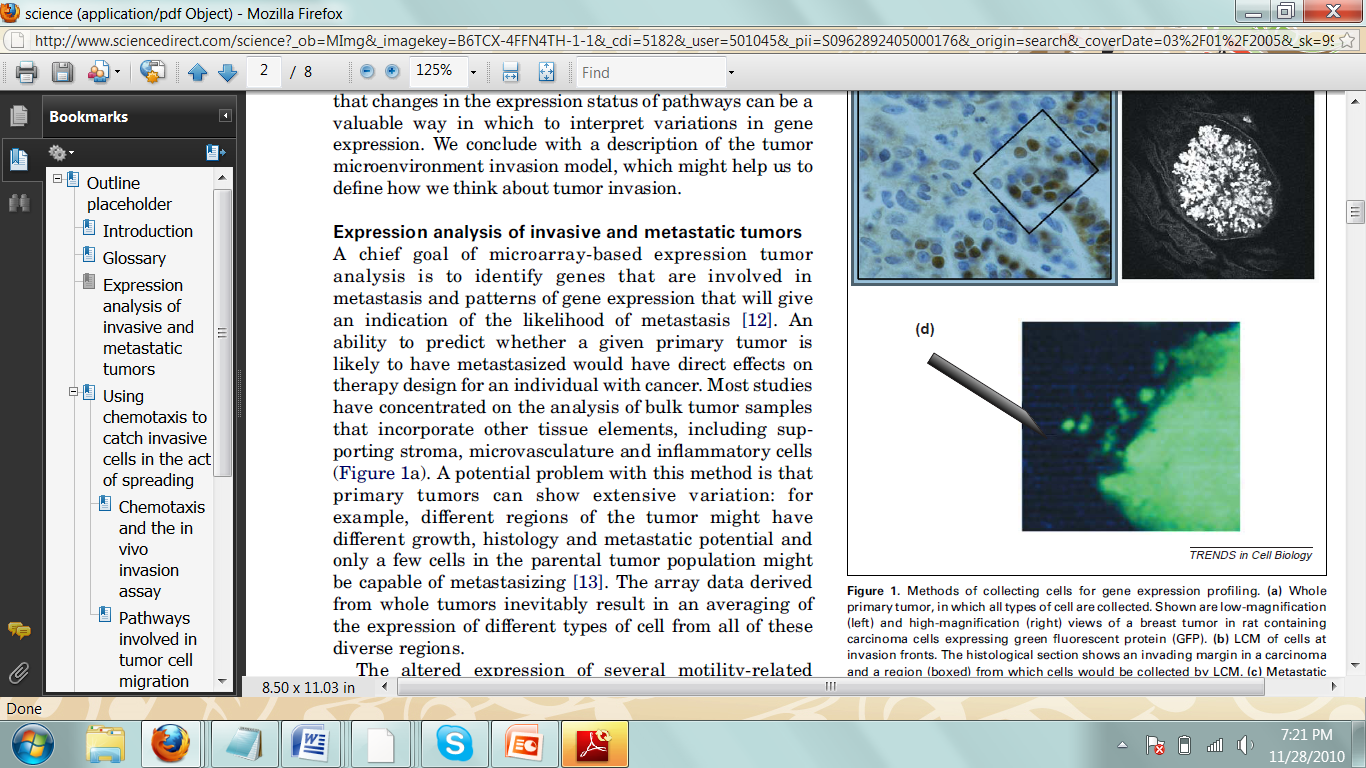 science (application/pdf Object) - Mozilla Firefox
http://www.sciencedirect.com/science?_ob=MImg&_imagekey=B6TCX-4FFN4TH-1-1&_cdi=5182&_user=501045&_pii=S0962892405000176&_origin=search&_coverDate=03%2F01%2F2005&_sk=99
2 / 8
125%
Find
Bookmarks
Outline
placeholder
Introduction
Glossary
Expression
analysis of
invasive and
metastatic
tumors
Using
chemotaxis to
catch invasive
cells in the act
of spreading
Chemotaxis
and the in
vivo
invasion
assay
Pathways
involved in
tumor cell
migration
that changes in the expression status of pathways can be a
valuable way in which to interpret variations in gene
expression. We conclude with a description of the tumor
microenvironment invasion model, which might help us to
define how we think about tumor invasion.
Expression analysis of invasive and metastatic tumors
A chief goal of microarray-based expression tumor
analysis is to identify genes that are involved in
metastasis and patterns of gene expression that will give
an indication of the likelihood of metastasis [12]. An
ability to predict whether a given primary tumor is
likely to have metastasized would have direct effects on
therapy design for an individual with cancer. Most studies
have concentrated on the analysis of bulk tumor samples
that incorporate other tissue elements, including sup-
porting stroma, microvasculature and inflammatory cells
(Figure 1a). A potential problem with this method is that
primary tumors can show extensive variation: for
example, different regions of the tumor might have
different growth, histology and metastatic potential and
only a few cells in the parental tumor population might
be capable of metastasizing [13]. The array data derived
from whole tumors inevitably result in an averaging of
the expression of different types of cell from all of these
diverse regions.
The altered expression of several motility-related
(d)
TRENDS in Cell Biology
Figure 1. Methods of collecting cells for gene expression profiling. (a) Whole
primary tumor, in which all types of cell are collected. Shown are low-magnification
(left) and high-magnification (right) views of a breast tumor in rat containing
carcinoma cells expressing green fluorescent protein (GFP). (b) LCM of cells at
invasion fronts. The histological section shows an invading margin in a carcinoma
and a region (boxed) from which cells would be collected by LCM. (c) Metastatic
8.50 x 11.03 in
Done
7:21 PM
11/28/2010